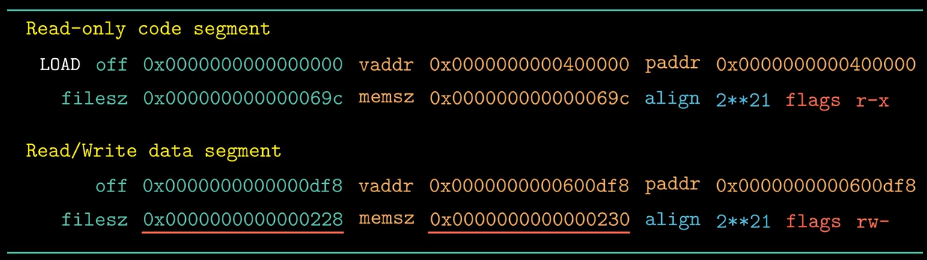 Read-only code segment
LOAD off 0x0000000000000000 vaddr 0x0000000000400000 paddr 0x0000000000400000
filesz 0x000000000000069c memsz 0x000000000000069c align 2**21 flags r-x
Read/Write data segment
off 0x0000000000000df8 vaddr 0x0000000000600df8 paddr 0x0000000000600df8
filesz 0x0000000000000228 memsz 0x0000000000000230 align 2**21 flags rw-